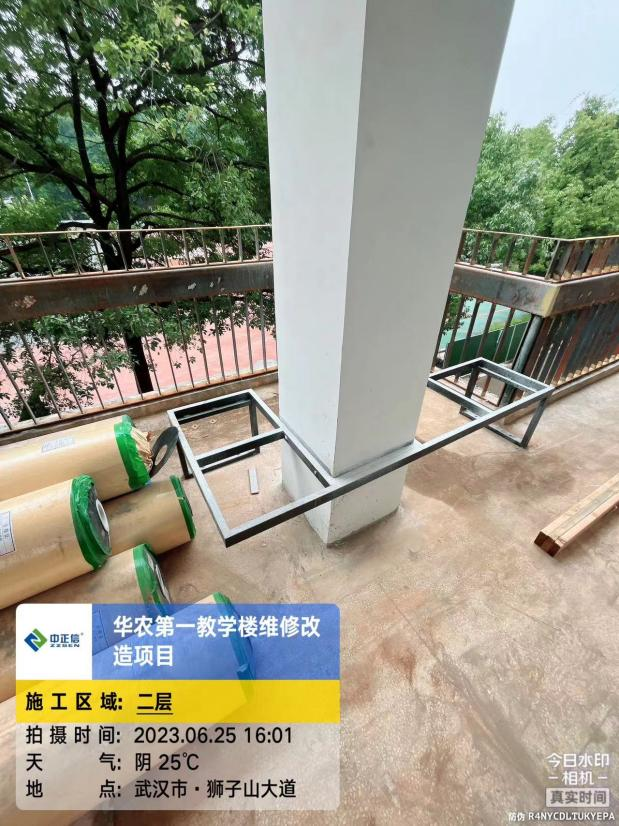 中正信®
ZZSEN
华农第一教学楼维修改
造项目
施工区域: 二层
拍摄时间: 2023.06.25 16:01
天气: 阴 25℃
地点: 武汉市·狮子山大道
今日水印
-相机-
真实时间
防伪 R4NYCDLTUKYEPA